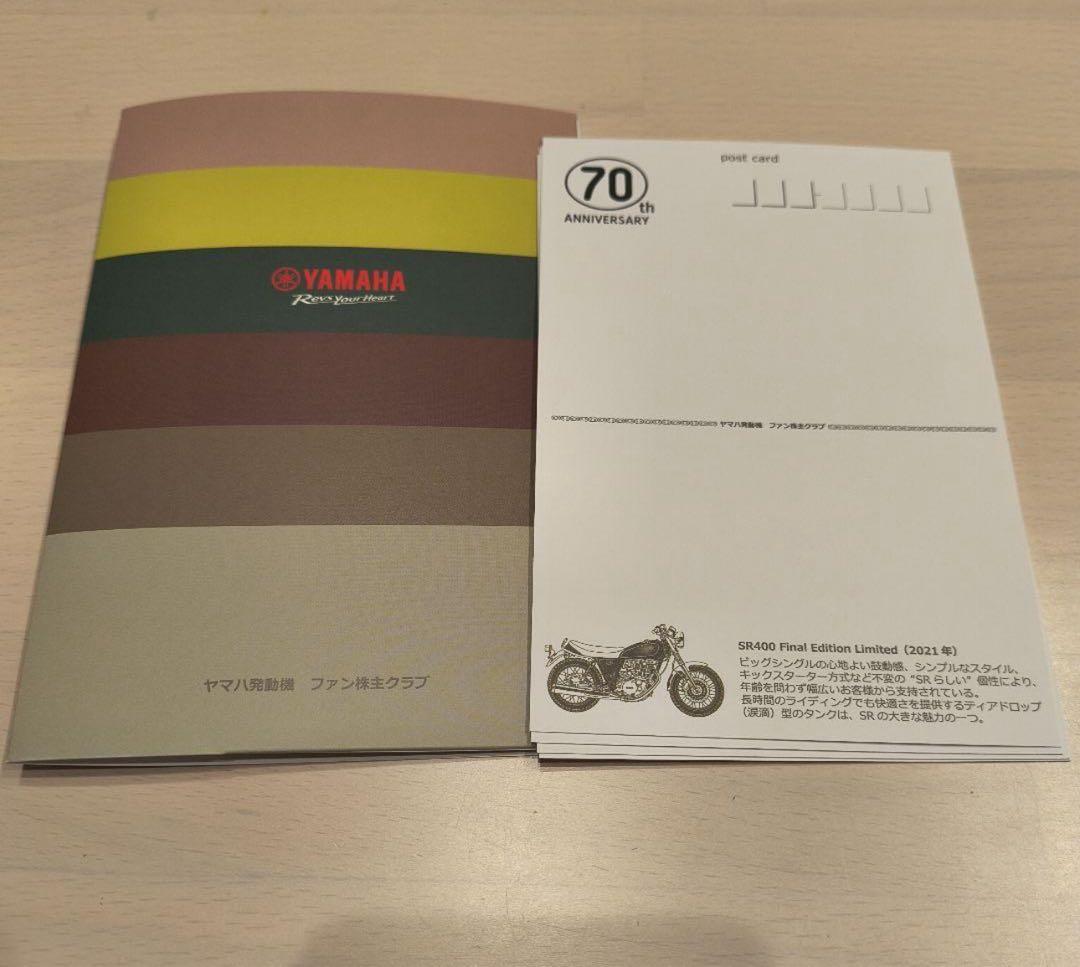 YAMAHA
Revs Your Heart
ヤマハ発動機 ファン株主クラブ
70th
ANNIVERSARY
post card
ヤマハ発動機 ファン株主クラブ
SR400 Final Edition Limited（2021 年）
ビッグシングルの心地よい鼓動感、シンプルなスタイル、
キックスターター方式など不変の “SR らしい” 個性により、
年齢を問わず幅広いお客様から支持されている。
長時間のライディングでも快適さを提供するティアドロップ
（涙滴）型のタンクは、SR の大きな魅力の一つ。